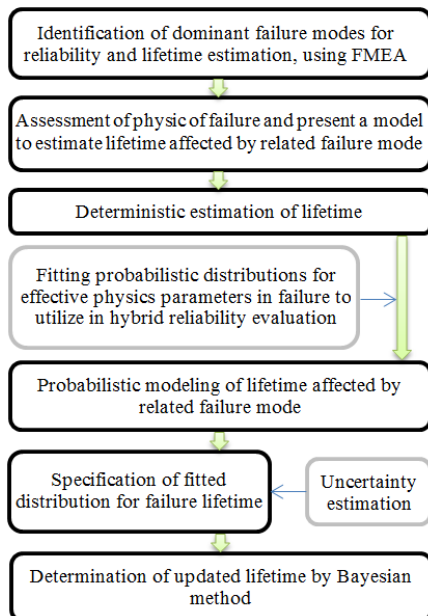 Identification of dominant failure modes for
reliability and lifetime estimation, using FMEA
Assessment of physic of failure and present a model
to estimate lifetime affected by related failure mode
Deterministic estimation of lifetime
Fitting probabilistic distributions for
effective physics parameters in failure to
utilize in hybrid reliability evaluation
Probabilistic modeling of lifetime affected by
related failure mode
Specification of fitted
distribution for failure lifetime
Uncertainty
estimation
Determination of updated lifetime by Bayesian
method